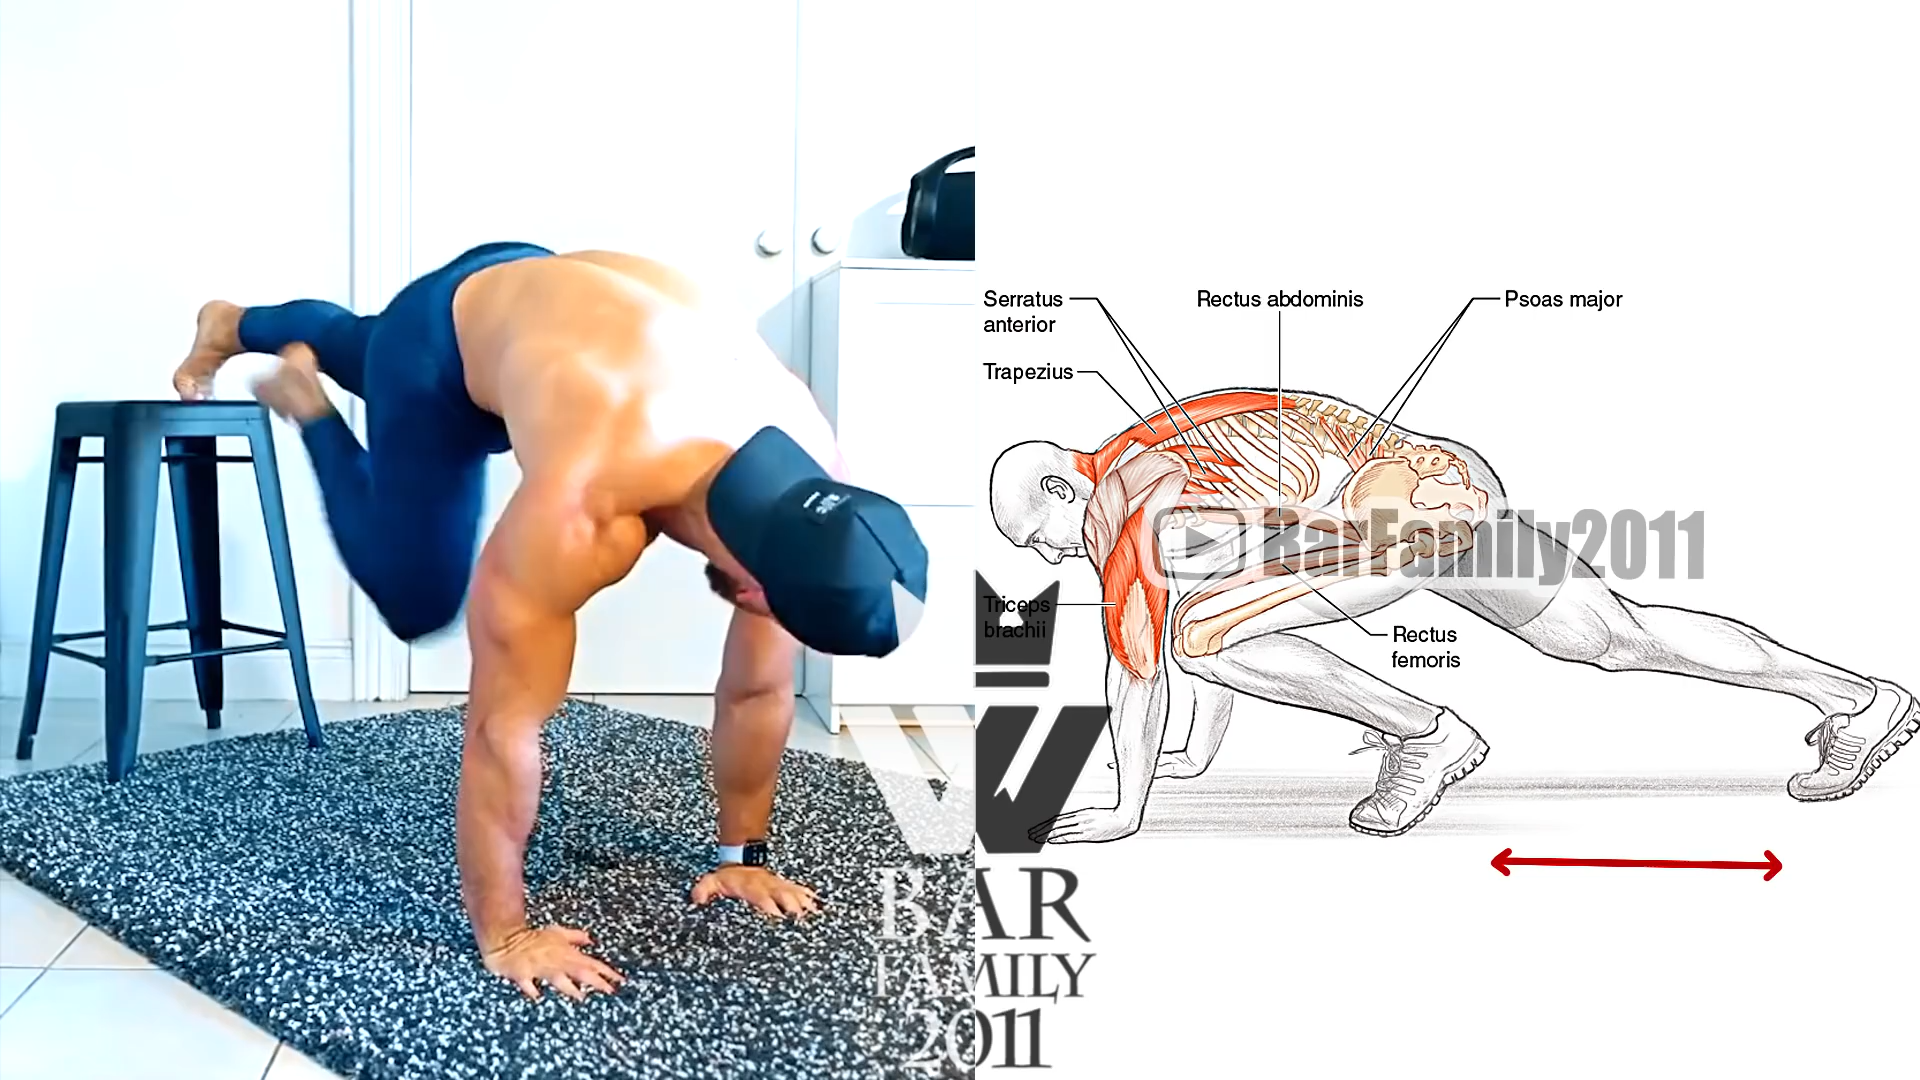 Serratus
anterior
Rectus abdominis
Psoas major
Trapezius
BarFamily2011
Triceps
brachii
Rectus
femoris
BAR
FAMILY
2011